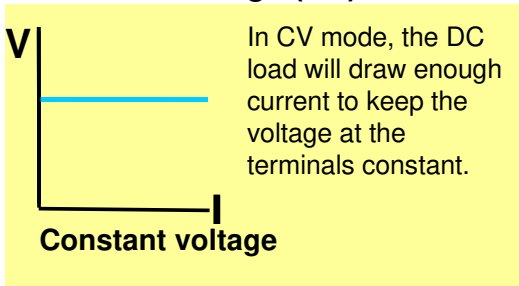 V
In CV mode, the DC
load will draw enough
current to keep the
voltage at the
terminals constant.
I
Constant voltage